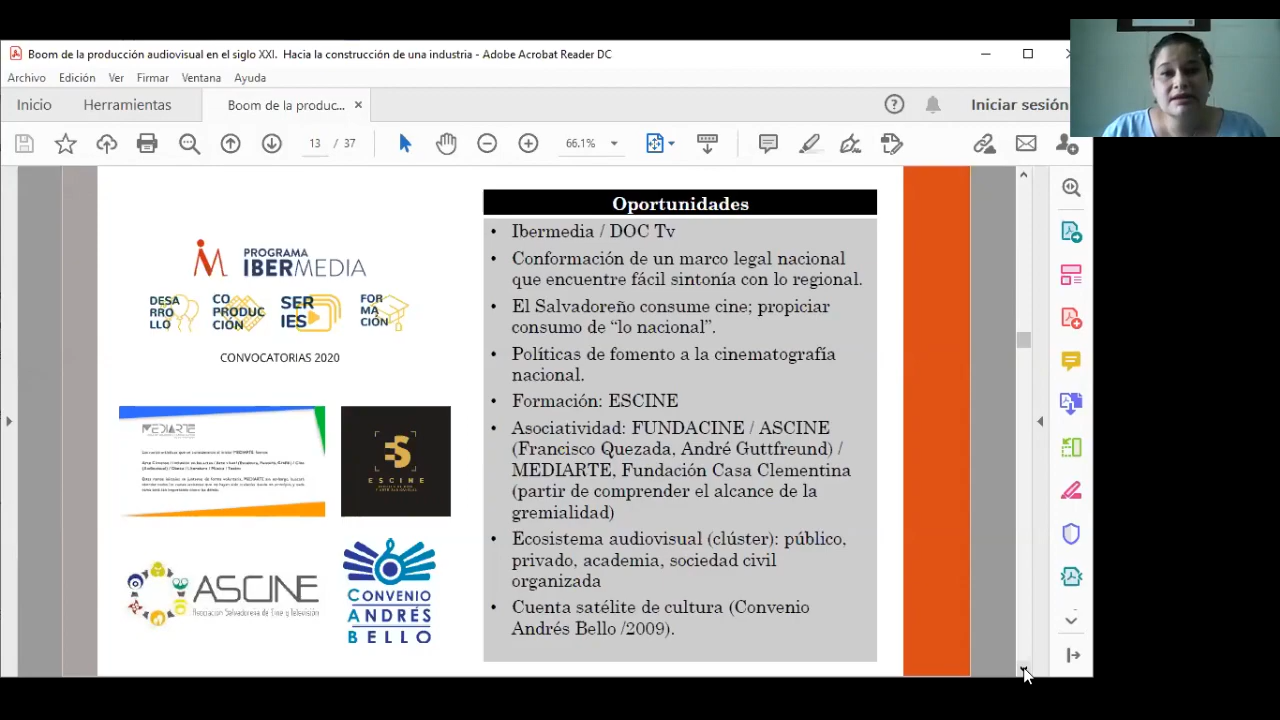 Boom de la producción audiovisual en el siglo XXI. Hacia la construcción de una industria - Adobe Acrobat Reader DC
Archivo Edición Ver Firmar Ventana Ayuda
Inicio Herramientas Boom de la produc... Iniciar sesión
13 / 37 66.1%
PROGRAMA
IBERMEDIA
DESA
RRO
LLO
CO
PRODUC
CIÓN
SER
IES
FOR
MA
CIÓN
CONVOCATORIAS 2020
MEDIARTE
ESCINE
ASCINE
Asociación Salvadoreña de Cine y Televisión
CONVENIO
ANDRÉS
BELLO
Oportunidades
• Ibermedia / DOC Tv
• Conformación de un marco legal nacional
que encuentre fácil sintonía con lo regional.
• El Salvadoreño consume cine; propiciar
consumo de “lo nacional”.
• Políticas de fomento a la cinematografía
nacional.
• Formación: ESCINE
• Asociatividad: FUNDACINE / ASCINE
(Francisco Quezada, André Guttfreund) /
MEDIARTE, Fundación Casa Clementina
(partir de comprender el alcance de la
gremialidad)
• Ecosistema audiovisual (clúster): público,
privado, academia, sociedad civil
organizada
• Cuenta satélite de cultura (Convenio
Andrés Bello /2009).